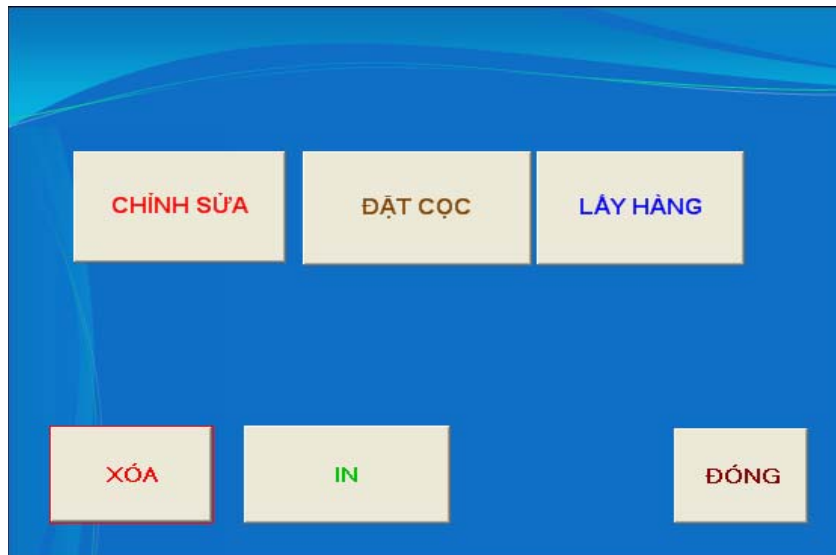 CHỈNH SỬA
ĐẶT CỌC
LẤY HÀNG
XÓA
IN
ĐÓNG